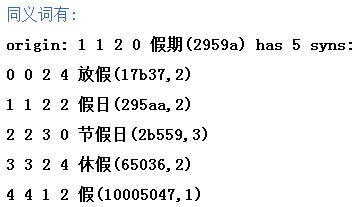 同义词有:
origin: 1 1 2 0 假期(2959a) has 5 syns:
0 0 2 4 放假(17b37,2)
1 1 2 2 假日(295aa,2)
2 2 3 0 节假日(2b559,3)
3 3 2 4 休假(65036,2)
4 4 1 2 假(10005047,1)